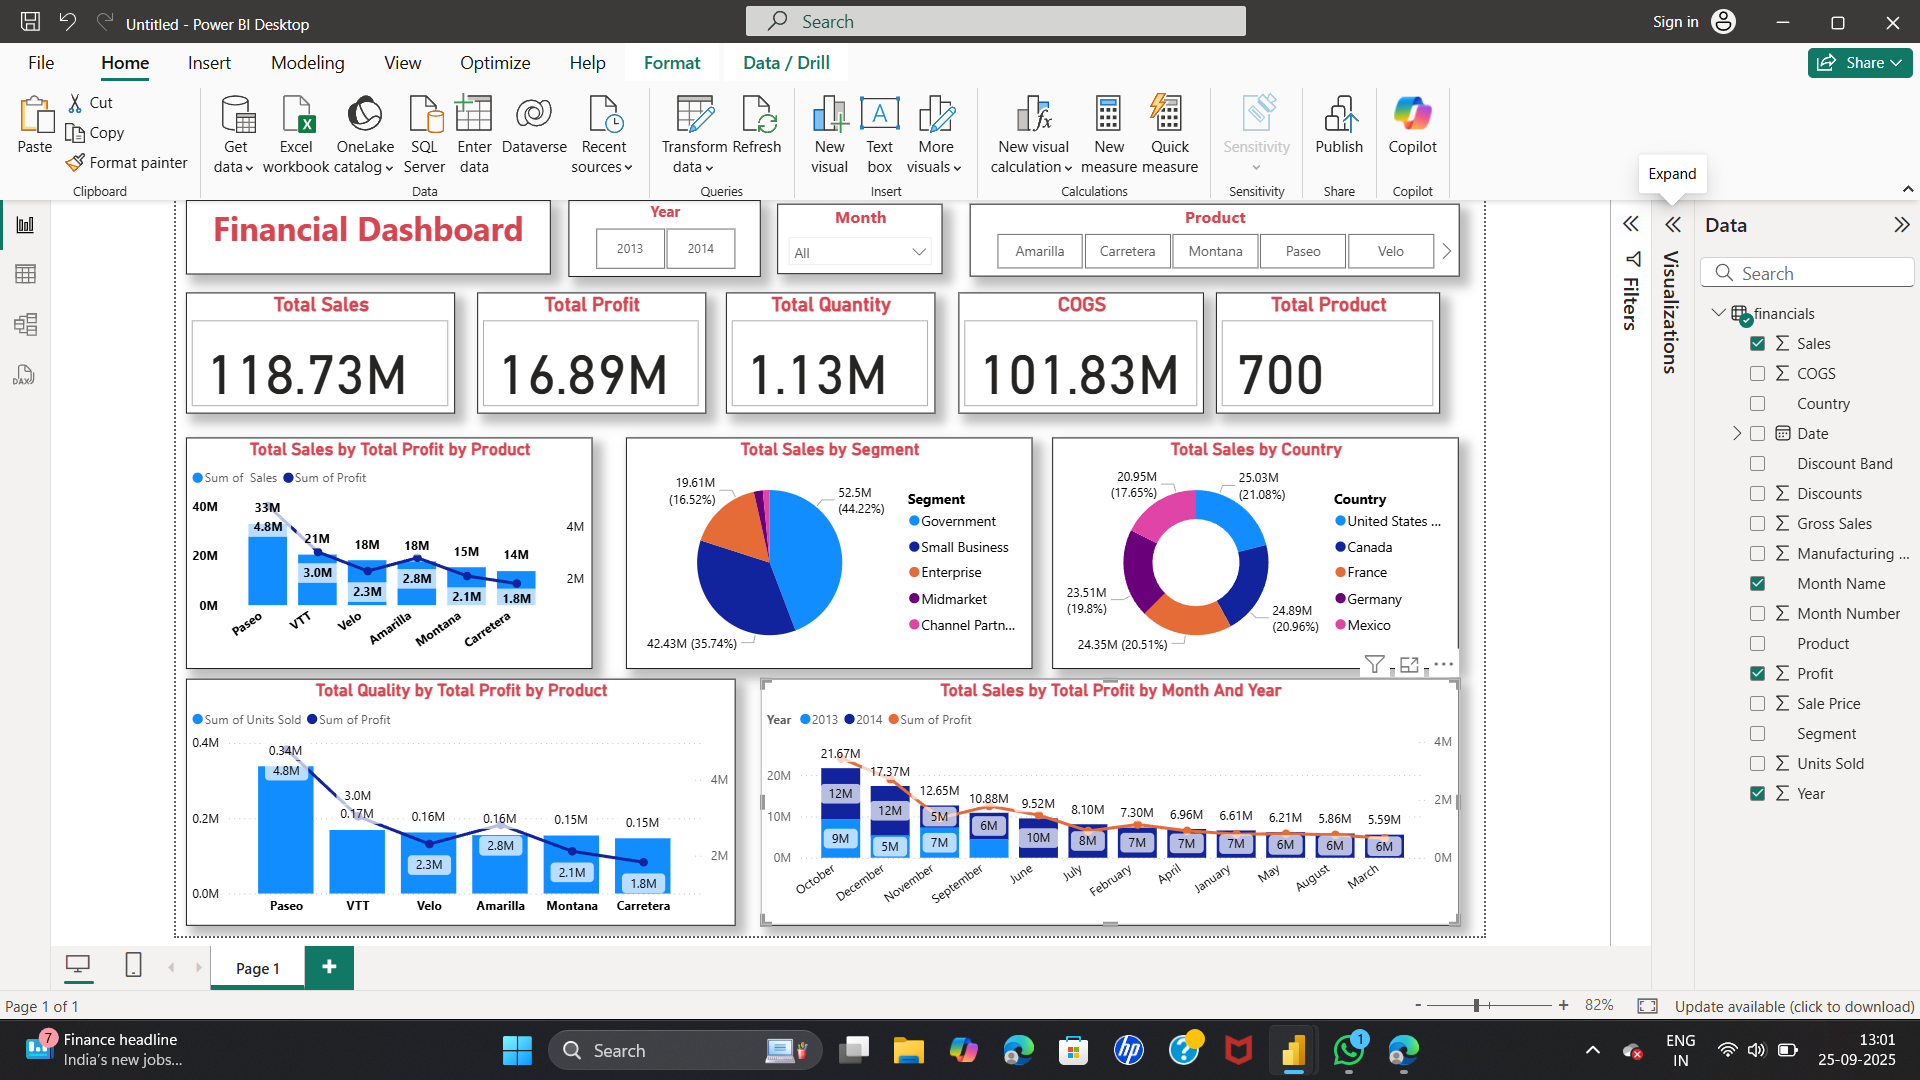 Untitled - Power BI Desktop
Search
Sign in
File
Home
Insert
Modeling
View
Optimize
Help
Format
Data / Drill
Share
Paste
Cut
Copy
Format painter
Clipboard
Get data
Excel workbook
OneLake catalog
SQL Server
Enter data
Dataverse
Recent sources
Data
Transform data
Refresh
Queries
New visual
Text box
More visuals
Insert
New visual calculation
New measure
Quick measure
Calculations
Sensitivity
Sensitivity
Publish
Share
Copilot
Copilot
Expand
Financial Dashboard
Year
2013
2014
Month
All
Product
Amarilla
Carretera
Montana
Paseo
Velo
Total Sales
118.73M
Total Profit
16.89M
Total Quantity
1.13M
COGS
101.83M
Total Product
700
Total Sales by Total Profit by Product
Sum of Sales
Sum of Profit
40M
20M
0M
33M
4.8M
21M
3.0M
18M
2.3M
18M
2.8M
15M
2.1M
14M
1.8M
4M
2M
Paseo
VTT
Velo
Amarilla
Montana
Carretera
Total Sales by Segment
19.61M
(16.52%)
52.5M
(44.22%)
42.43M (35.74%)
Segment
Government
Small Business
Enterprise
Midmarket
Channel Partn...
Total Sales by Country
20.95M
(17.65%)
25.03M
(21.08%)
23.51M
(19.8%)
24.89M
(20.96%)
24.35M (20.51%)
Country
United States ...
Canada
France
Germany
Mexico
Total Quality by Total Profit by Product
Sum of Units Sold
Sum of Profit
0.4M
0.2M
0.0M
0.34M
4.8M
3.0M
0.17M
0.16M
2.3M
0.16M
2.8M
0.15M
2.1M
0.15M
1.8M
4M
2M
Paseo
VTT
Velo
Amarilla
Montana
Carretera
Total Sales by Total Profit by Month And Year
Year
2013
2014
Sum of Profit
20M
10M
0M
21.67M
12M
9M
17.37M
12M
5M
12.65M
5M
7M
10.88M
6M
9.52M
10M
8.10M
8M
7.30M
7M
6.96M
7M
6.61M
7M
6.21M
6M
5.86M
6M
5.59M
6M
4M
2M
0M
October
December
November
September
June
July
February
April
January
May
August
March
Filters
Visualizations
Data
Search
financials
Sales
COGS
Country
Date
Discount Band
Discounts
Gross Sales
Manufacturing ...
Month Name
Month Number
Product
Profit
Sale Price
Segment
Units Sold
Year
DAX
Page 1
+
Page 1 of 1
- + 82%
Update available (click to download)
7
Finance headline
India's new jobs...
Search
hp
1
ENG
IN
13:01
25-09-2025